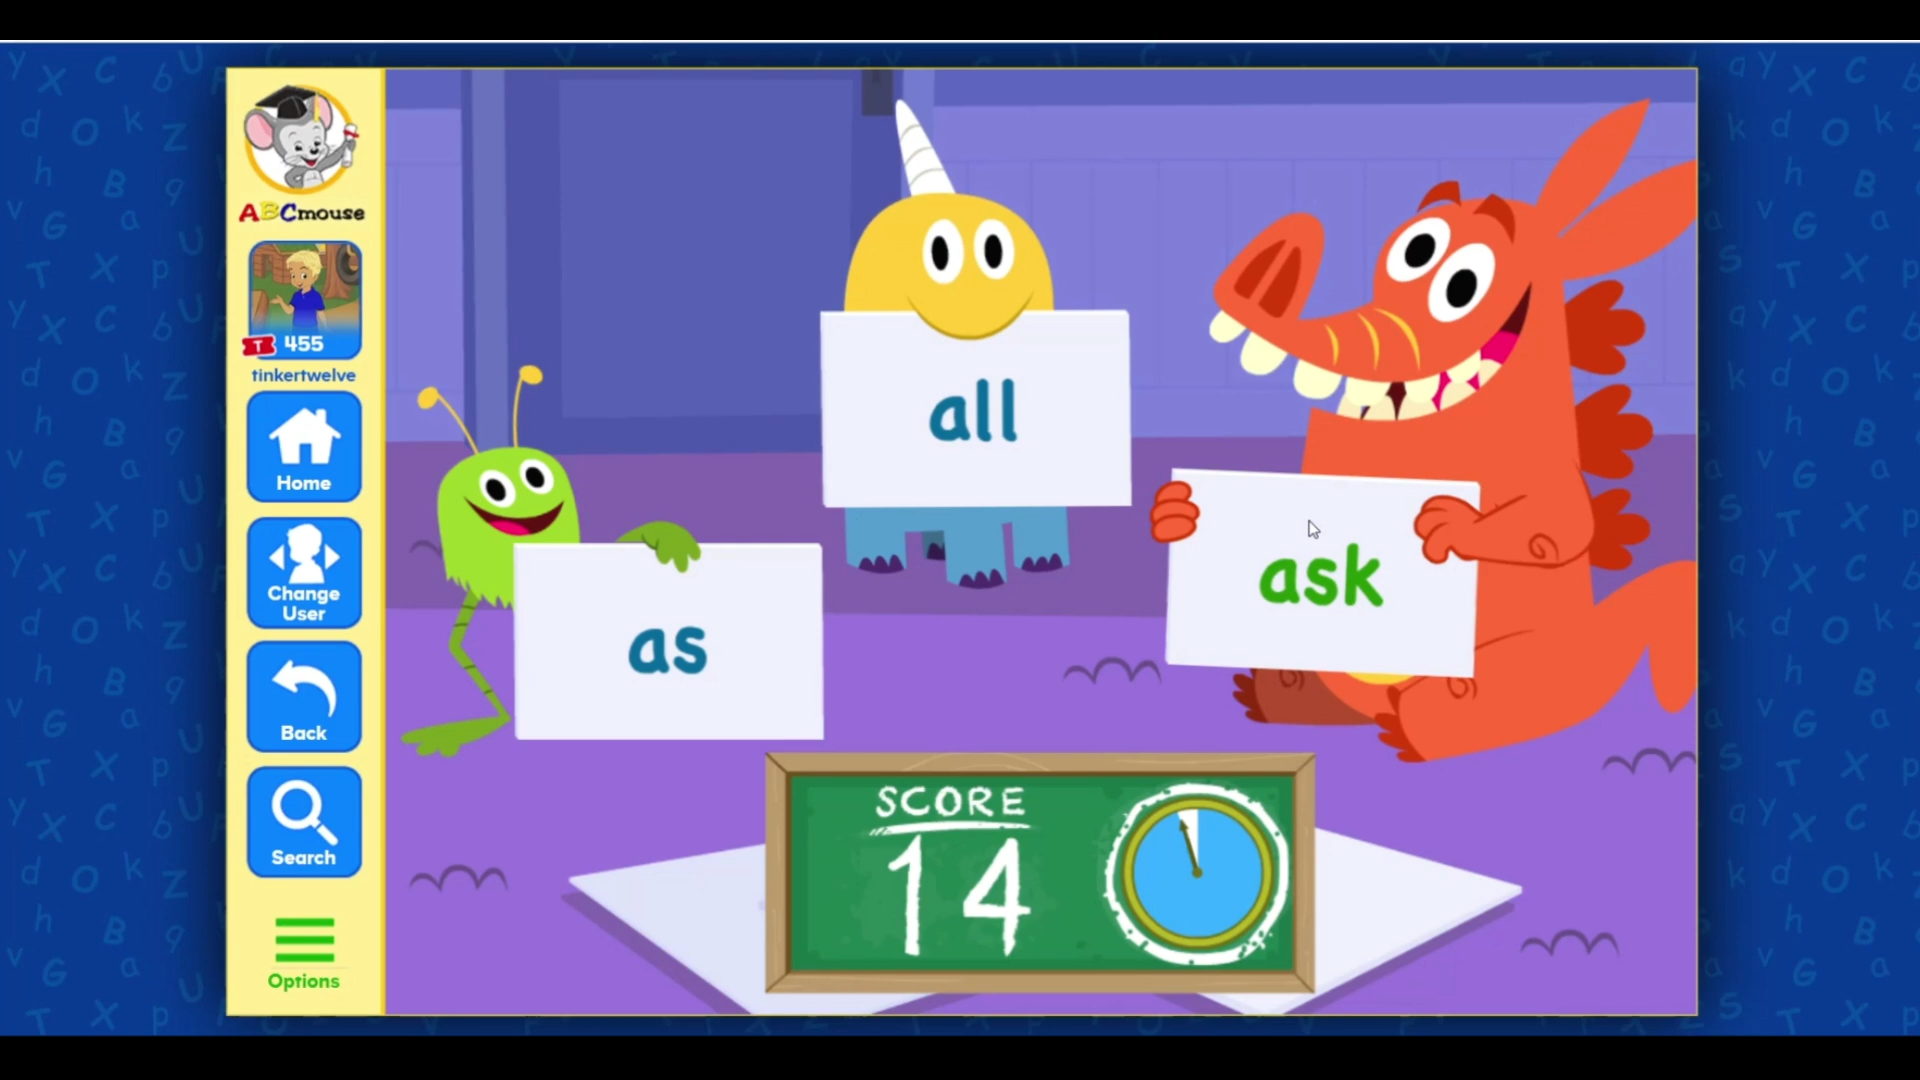 ABCmouse
T 455
tinkertwelve
Home
Change
User
Back
Search
Options
all
ask
as
SCORE
14